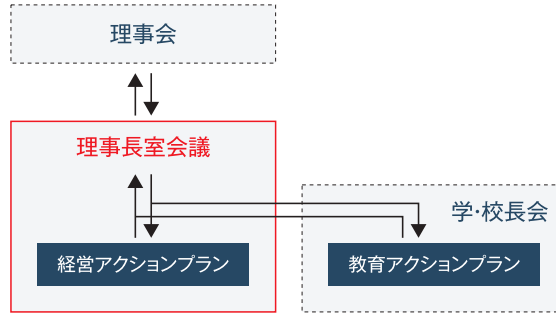 理事会
理事長室会議
学・校長会
経営アクションプラン
教育アクションプラン